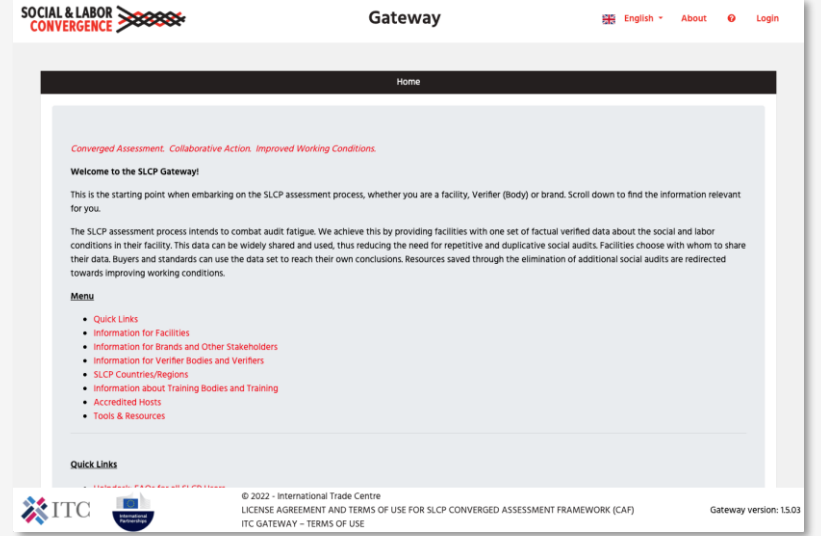 SOCIAL & LABOR
CONVERGENCE
Gateway
English
About
Login
Home
Converged Assessment. Collaborative Action. Improved Working Conditions.
Welcome to the SLCP Gateway!
This is the starting point when embarking on the SLCP assessment process, whether you are a facility, Verifier (Body) or brand. Scroll down to find the information relevant
for you.
The SLCP assessment process intends to combat audit fatigue. We achieve this by providing facilities with one set of factual verified data about the social and labor
conditions in their facility. This data can be widely shared and used, thus reducing the need for repetitive and duplicative social audits. Facilities choose with whom to share
their data. Buyers and standards can use the data set to reach their own conclusions. Resources saved through the elimination of additional social audits are redirected
towards improving working conditions.
Menu
Quick Links
Information for Facilities
Information for Brands and Other Stakeholders
Information for Verifier Bodies and Verifiers
SLCP Countries/Regions
Information about Training Bodies and Training
Accredited Hosts
Tools & Resources
Quick Links
Helpdesk: FAQs for all SLCP Users
ITC
International
Partnerships
© 2022 - International Trade Centre
LICENSE AGREEMENT AND TERMS OF USE FOR SLCP CONVERGED ASSESSMENT FRAMEWORK (CAF)
ITC GATEWAY – TERMS OF USE
Gateway version: 1.5.03